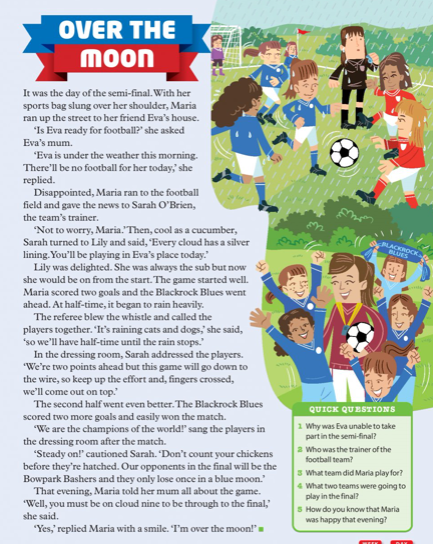 OVER THE
MOON
It was the day of the semi-final. With her
sports bag slung over her shoulder, Maria
ran up the street to her friend Eva's house.
'Is Eva ready for football?' she asked
Eva's mum.
'Eva is under the weather this morning.
There'll be no football for her today,' she
replied.
Disappointed, Maria ran to the football
field and gave the news to Sarah O'Brien,
the team's trainer.
'Not to worry, Maria.' Then, cool as a cucumber,
Sarah turned to Lily and said, 'Every cloud has a silver
lining. You'll be playing in Eva's place today.'
Lily was delighted. She was always the sub but now
she would be on from the start. The game started well.
Maria scored two goals and the Blackrock Blues went
ahead. At half-time, it began to rain heavily.
The referee blew the whistle and called the
players together. 'It's raining cats and dogs,' she said,
'so we'll have half-time until the rain stops.'
In the dressing room, Sarah addressed the players.
'We're two points ahead but this game will go down to
the wire, so keep up the effort and, fingers crossed,
we'll come out on top.'
The second half went even better. The Blackrock Blues
scored two more goals and easily won the match.
'We are the champions of the world!' sang the players in
the dressing room after the match.
'Steady on!' cautioned Sarah. 'Don't count your chickens
before they're hatched. Our opponents in the final will be the
Bowpark Bashers and they only lose once in a blue moon.'
That evening, Maria told her mum all about the game.
'Well, you must be on cloud nine to be through to the final,'
she said.
'Yes,' replied Maria with a smile. 'I'm over the moon!'
BLACKROCK
BLUES
QUICK QUESTIONS
1 Why was Eva unable to take
part in the semi-final?
2 Who was the trainer of the
football team?
3 What team did Maria play for?
4 What two teams were going to
play in the final?
5 How do you know that Maria
was happy that evening?